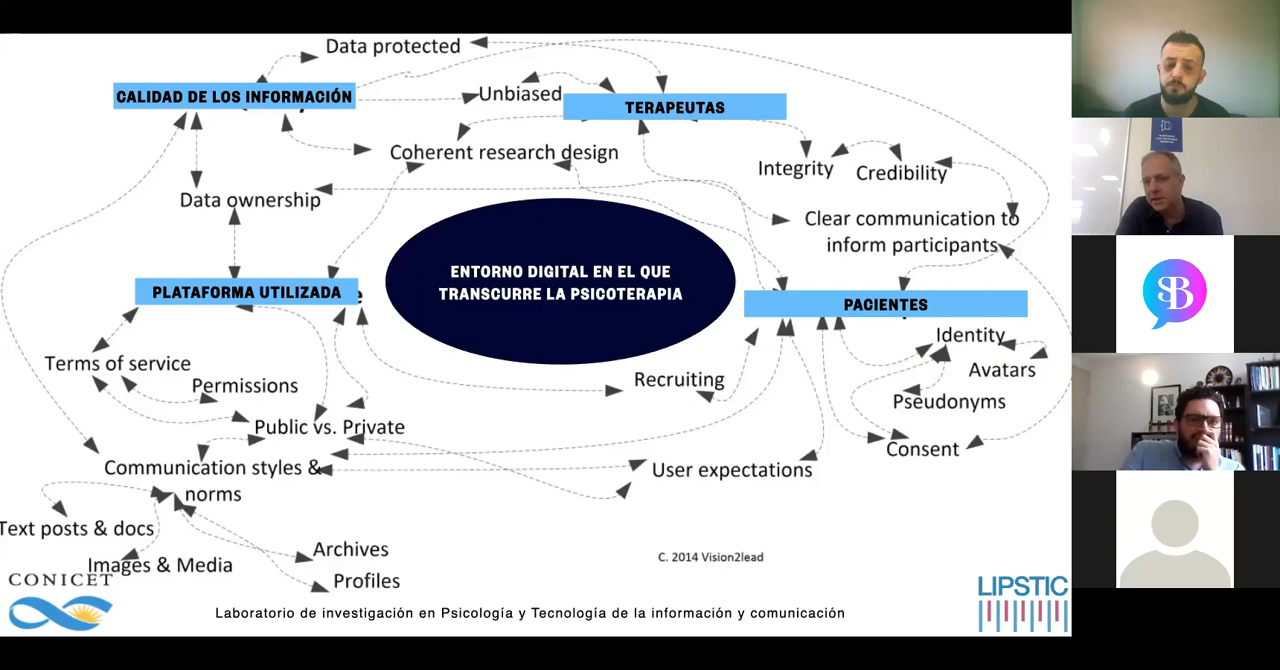 Data protected
CALIDAD DE LOS INFORMACIÓN
Unbiased
TERAPEUTAS
Coherent research design
Integrity
Credibility
Data ownership
Clear communication to
inform participants
ENTORNO DIGITAL EN EL QUE
TRANSCURRE LA PSICOTERAPIA
PLATAFORMA UTILIZADA
e
PACIENTES
Identity
Terms of service
Avatars
Permissions
Recruiting
Pseudonyms
Public vs. Private
Consent
Communication styles &
norms
User expectations
Text posts & docs
Archives
Images & Media
C. 2014 Vision2lead
Profiles
CONICET
LIPSTIC
Laboratorio de investigación en Psicología y Tecnología de la información y comunicación
SB